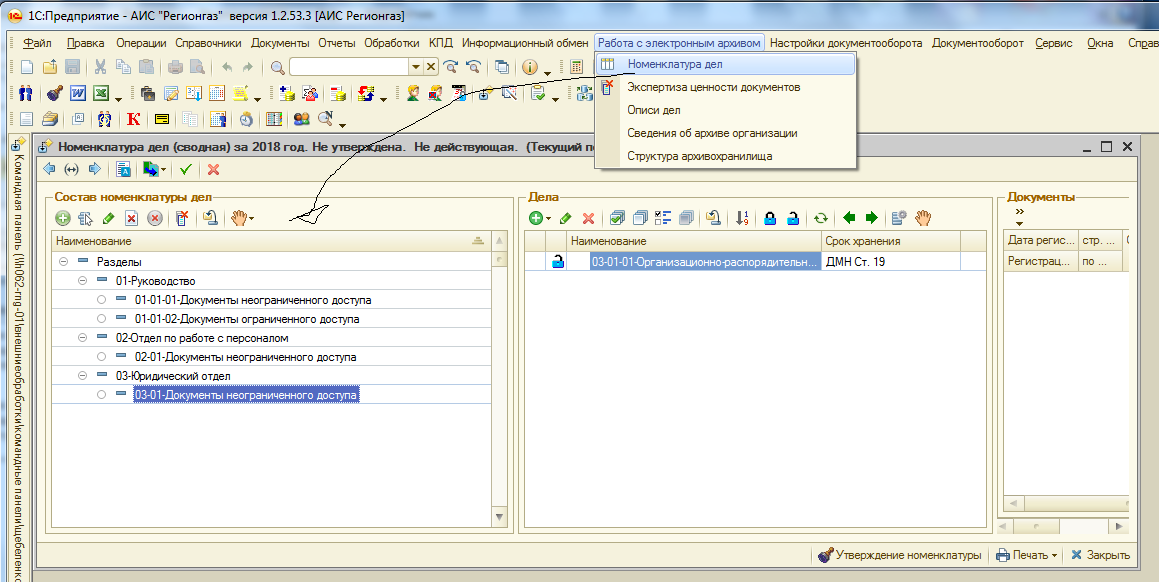 1С:Предприятие - АИС "Регионгаз" версия 1.2.53.3 [АИС Регионгаз]
Файл Правка Операции Справочники Документы Отчеты Обработки КПД Информационный обмен Работа с электронным архивом Настройки документооборота Документооборот Сервис Окна Справ
Номенклатура дел
Экспертиза ценности документов
Описи дел
Сведения об архиве организации
Структура архивохранилища
Командная панель (\\h062-mg-01\внешниеобработки\командные панели\щебепенко
Номенклатура дел (сводная) за 2018 год. Не утверждена. Не действующая. (Текущий п
Состав номенклатуры дел
Наименование
Разделы
01-Руководство
01-01-01-Документы неограниченного доступа
01-01-02-Документы ограниченного доступа
02-Отдел по работе с персоналом
02-01-Документы неограниченного доступа
03-Юридический отдел
03-01-Документы неограниченного доступа
Дела
Наименование Срок хранения
03-01-01-Организационно-распорядительн... ДМН Ст. 19
Документы
Дата регис... стр. ...
Регистрац... по ...
Утверждение номенклатуры Печать Закрыть